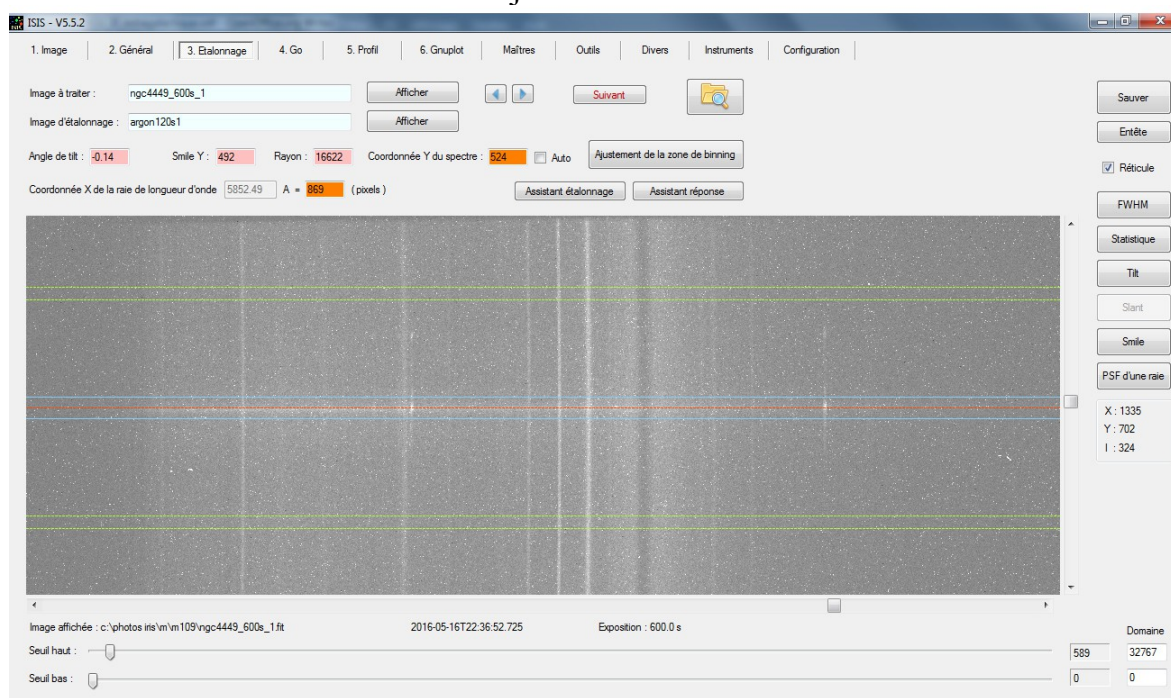 ISIS - V5.5.2
1. Image 2. Général 3. Etalonnage 4. Go 5. Profil 6. Gnuplot Maîtres Outils Divers Instruments Configuration
Image à traiter : ngc4449_600s_1 Afficher Suivant
Image d'étalonnage : argon120s1 Afficher
Angle de tilt : -0.14 Smile Y : 492 Rayon : 16622 Coordonnée Y du spectre : 524 Auto Ajustement de la zone de binning
Coordonnée X de la raie de longueur d'onde 5852.49 A = 869 ( pixels ) Assistant étalonnage Assistant réponse
Sauver
Entête
Réticule
FWHM
Statistique
Tilt
Slant
Smile
PSF d'une raie
X : 1335
Y : 702
I : 324
Image affichée : c:\photos iris\m\m109\ngc4449_600s_1.fit 2016-05-16T22:36:52.725 Exposition : 600.0 s Domaine
Seuil haut : 589 32767
Seuil bas : 0 0